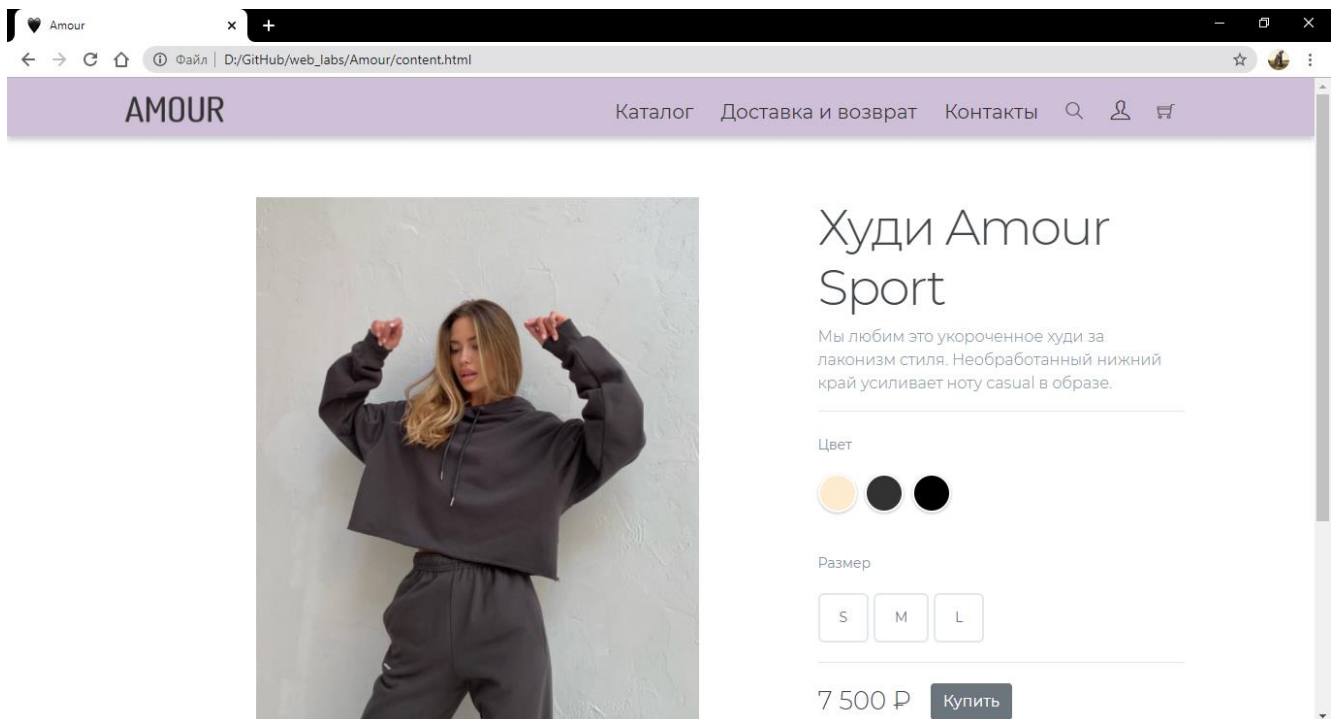 Amour
Файл | D:/GitHub/web_labs/Amour/content.html
AMOUR
Каталог Доставка и возврат Контакты
Худи Amour
Sport
Мы любим это укороченное худи за
лаконизм стиля. Необработанный нижний
край усиливает ноту casual в образе.
Цвет
Размер
S M L
7 500 ₽ Купить